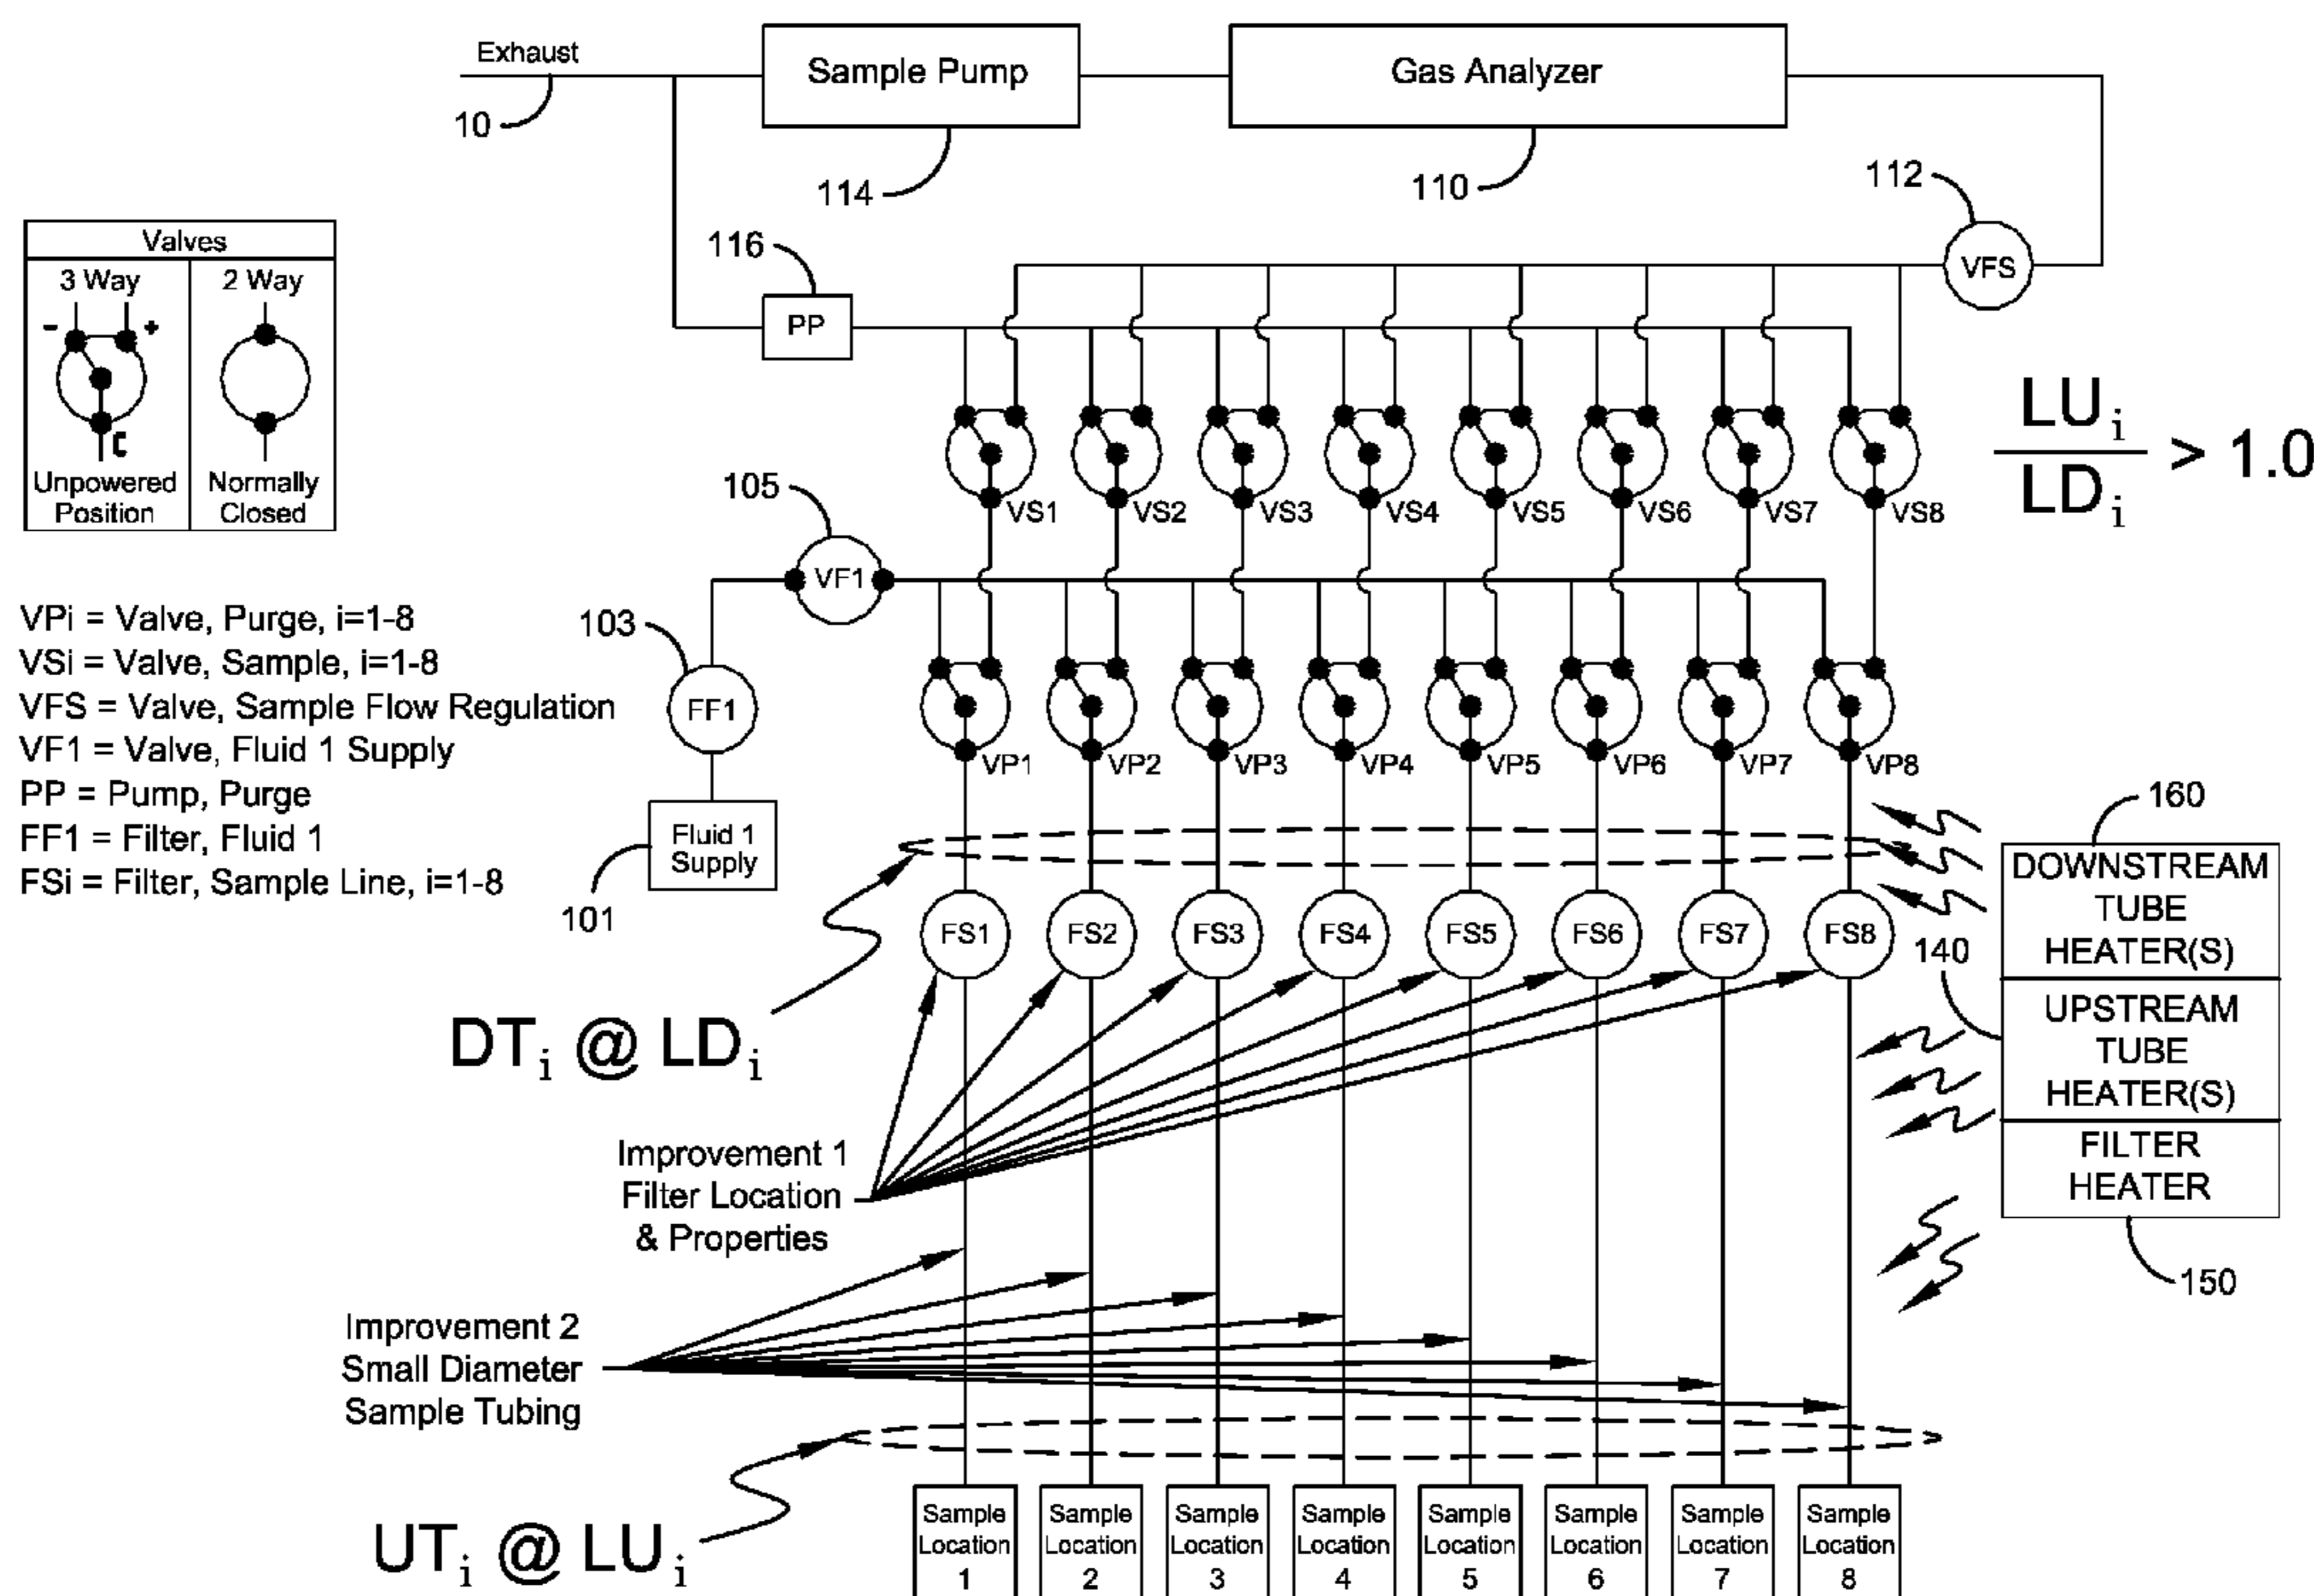 Exhaust
10
Sample Pump
114
Gas Analyzer
110
112
VFS
116
PP
Valves
3 Way
2 Way
- +
C
Unpowered
Position
Normally
Closed
VS1 VS2 VS3 VS4 VS5 VS6 VS7 VS8
LUi
LDi
> 1.0
105
VF1
103
FF1
Fluid 1
Supply
101
VPi = Valve, Purge, i=1-8
VSi = Valve, Sample, i=1-8
VFS = Valve, Sample Flow Regulation
VF1 = Valve, Fluid 1 Supply
PP = Pump, Purge
FF1 = Filter, Fluid 1
FSi = Filter, Sample Line, i=1-8
VP1 VP2 VP3 VP4 VP5 VP6 VP7 VP8
160
DOWNSTREAM
TUBE
HEATER(S)
140
UPSTREAM
TUBE
HEATER(S)
FILTER
HEATER
150
FS1 FS2 FS3 FS4 FS5 FS6 FS7 FS8
DTi @ LDi
Improvement 1
Filter Location
& Properties
Improvement 2
Small Diameter
Sample Tubing
UTi @ LUi
Sample
Location
1
Sample
Location
2
Sample
Location
3
Sample
Location
4
Sample
Location
5
Sample
Location
6
Sample
Location
7
Sample
Location
8